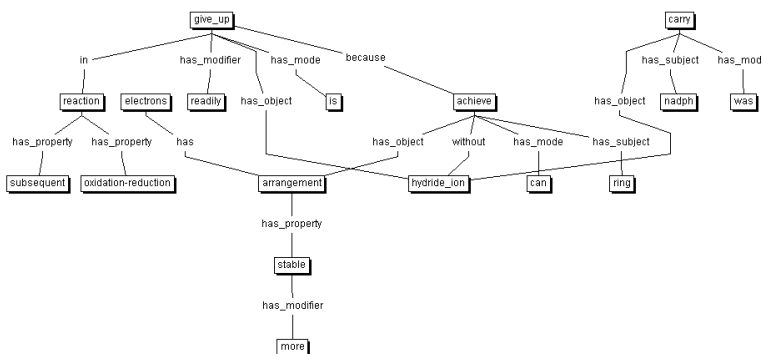 give_up carry
in has_modifier has_mode because has_subject has_mod
reaction electrons readily has_object is achieve has_object nadph was
has_property has_property has has_object without has_mode has_subject
subsequent oxidation-reduction arrangement hydride_ion can ring
has_property
stable
has_modifier
more